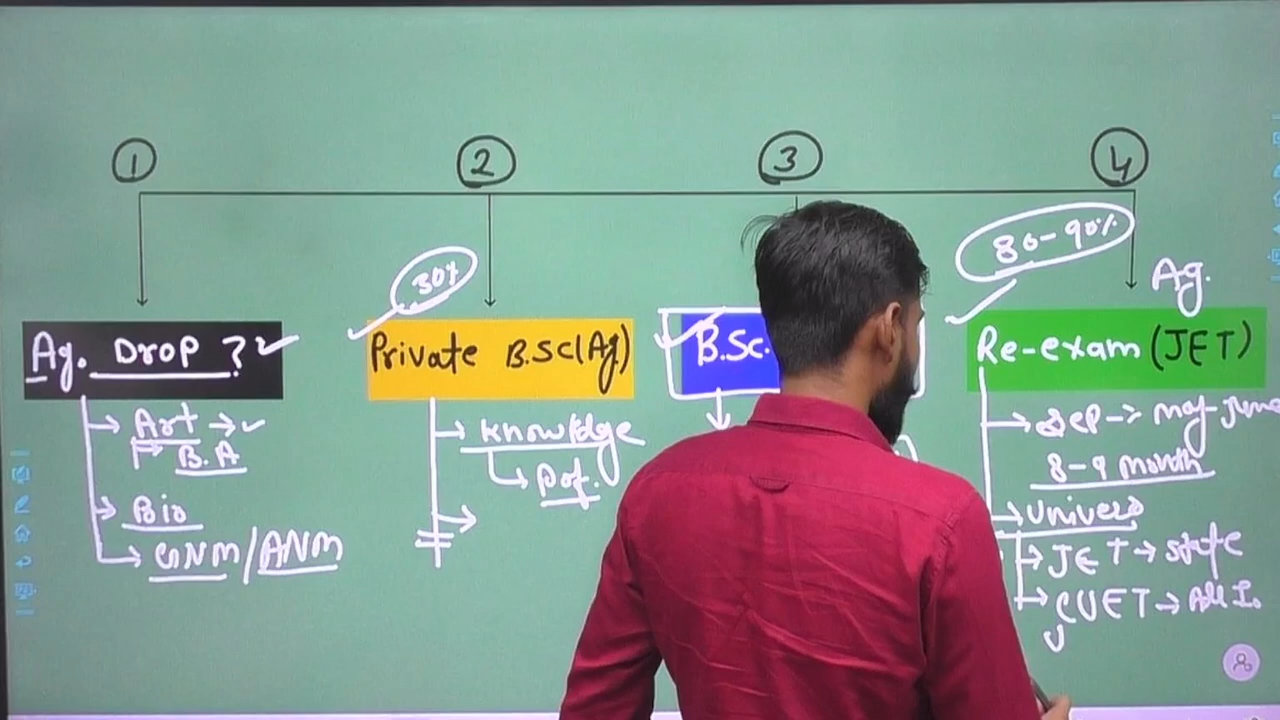 1
2
3
4
30%
80-90%
Ag.
Ag. Drop ?
Art →
B.A
Bio
GNM/ANM
Private B.SC(Ag)
Knowledge
B.Sc.
Re-exam (JET)
sep → may-June
8-9 month
Univers
JET → state
CUET → All In